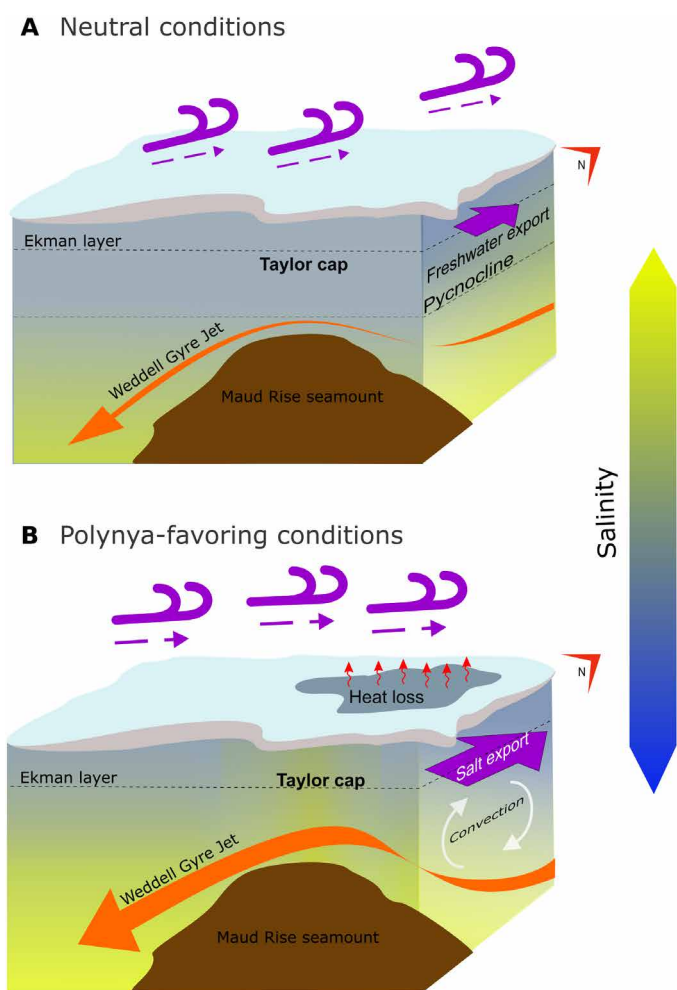 A Neutral conditions
N
Ekman layer
Taylor cap
Freshwater export
Pycnocline
Weddell Gyre Jet
Maud Rise seamount
Salinity
B Polynya-favoring conditions
N
Heat loss
Ekman layer
Taylor cap
Salt export
Convection
Weddell Gyre Jet
Maud Rise seamount